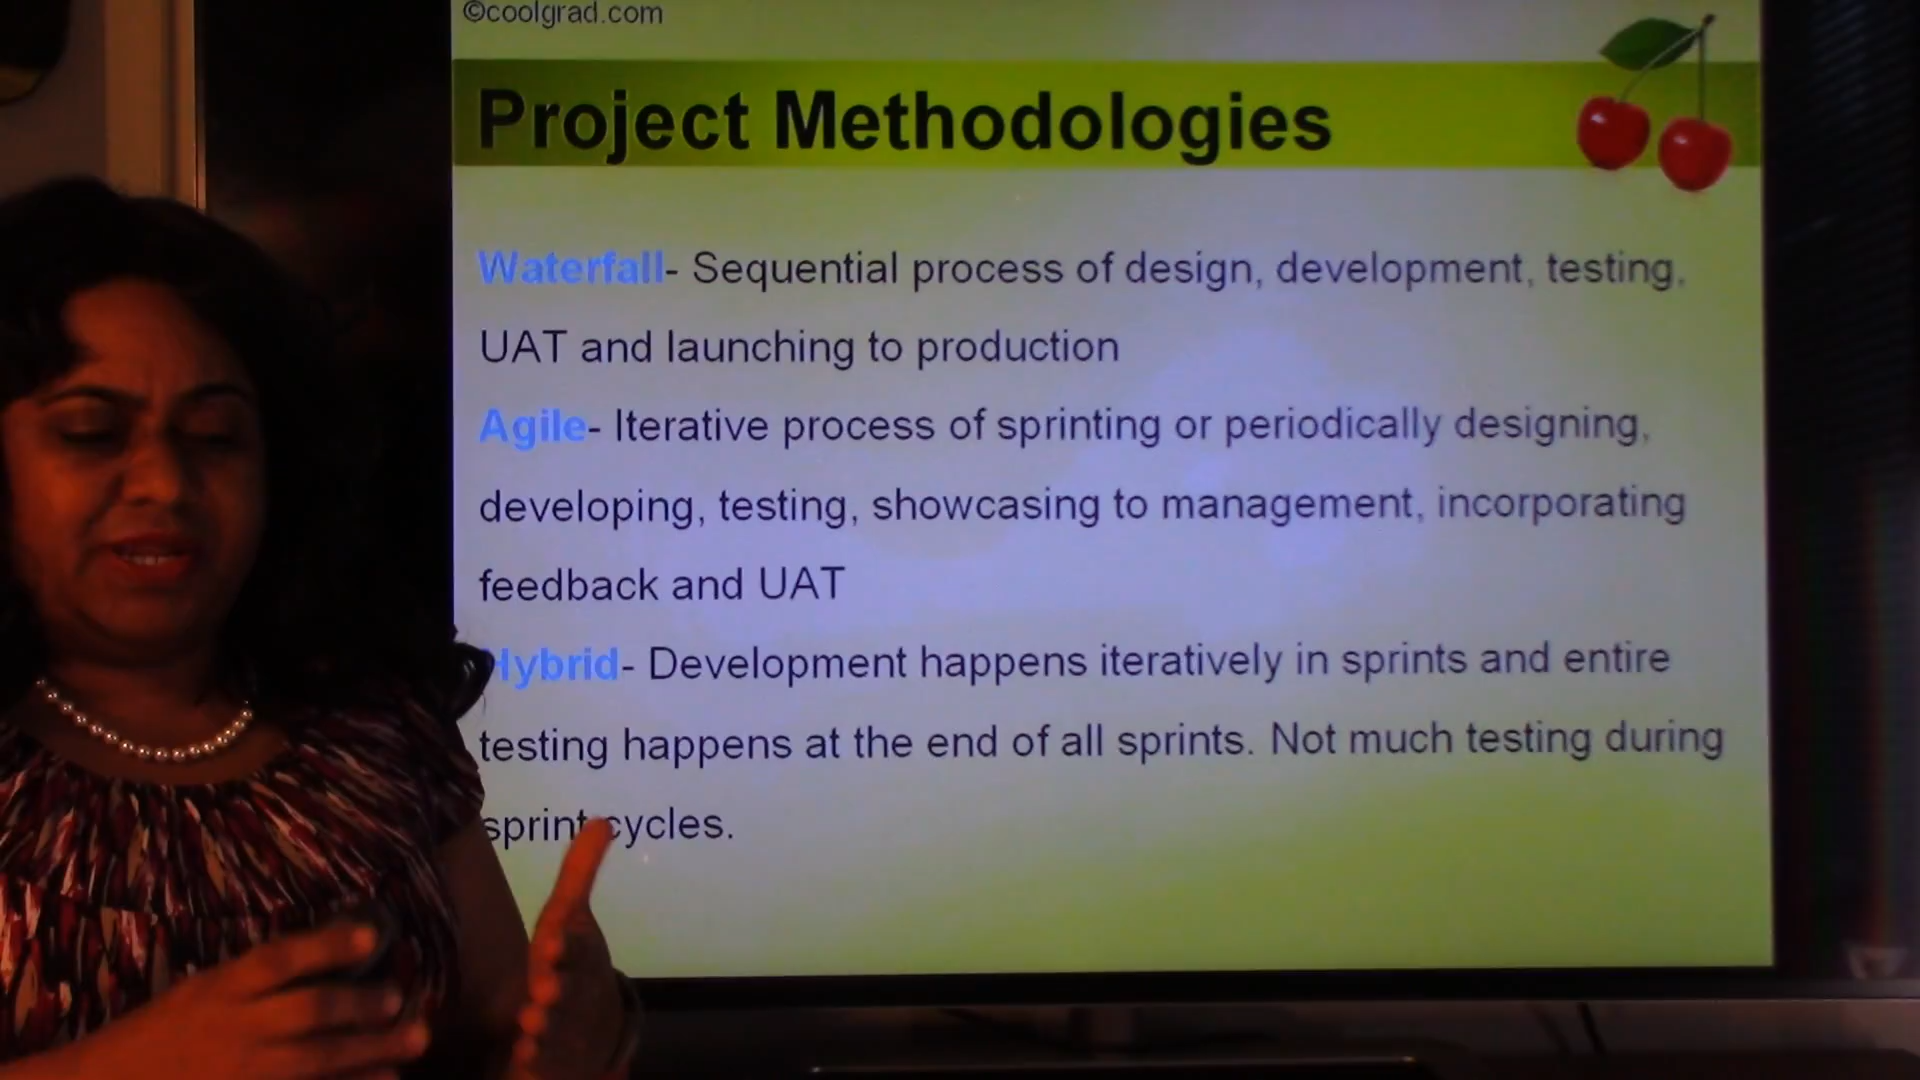 ©coolgrad.com
Project Methodologies
Waterfall- Sequential process of design, development, testing,
UAT and launching to production
Agile- Iterative process of sprinting or periodically designing,
developing, testing, showcasing to management, incorporating
feedback and UAT
Hybrid- Development happens iteratively in sprints and entire
testing happens at the end of all sprints. Not much testing during
sprint cycles.